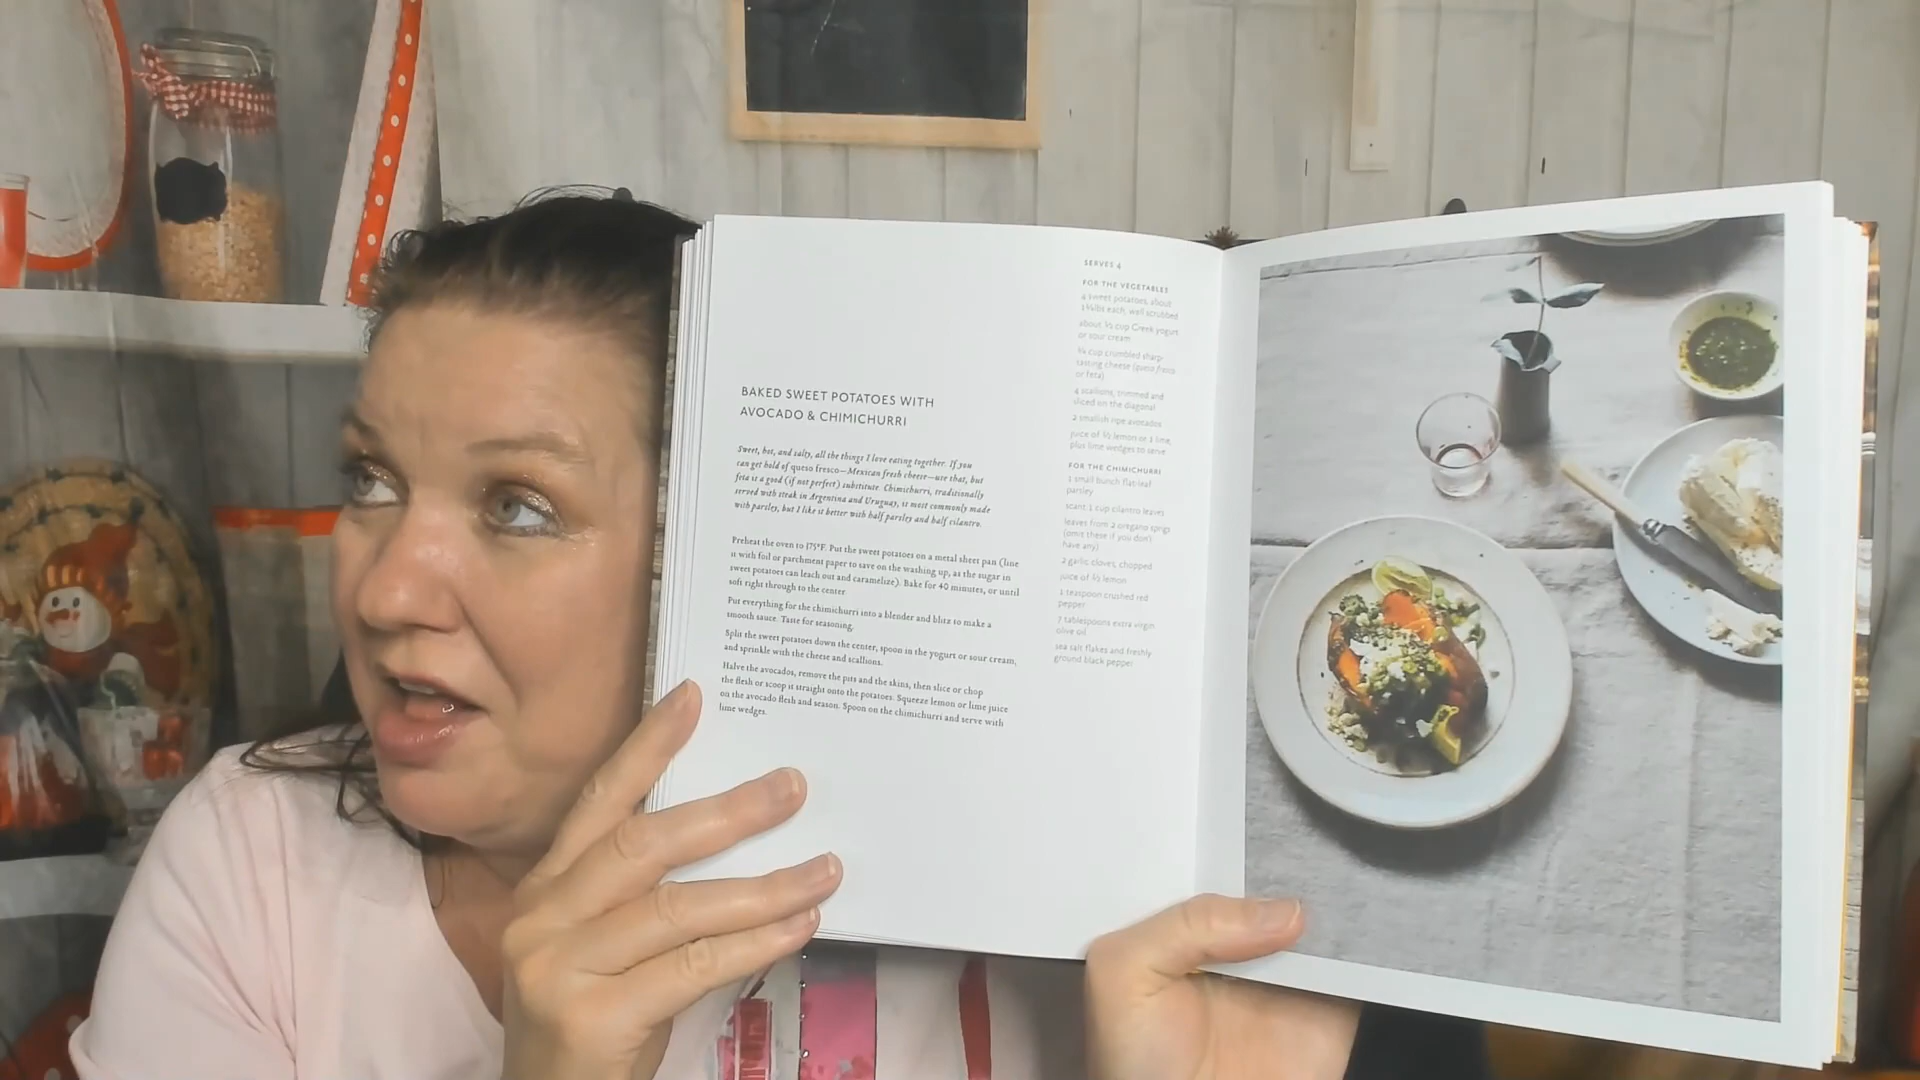 BAKED SWEET POTATOES WITH
AVOCADO & CHIMICHURRI
Sweet, hot, and salty, all the things I love eating together. If you
can get hold of queso fresco—Mexican fresh cheese—use that, but
feta is a good (if not perfect) substitute. Chimichurri, traditionally
served with steak in Argentina and Uruguay, is most commonly made
with parsley, but I like it better with half parsley and half cilantro.
Preheat the oven to 375°F. Put the sweet potatoes on a metal sheet pan (line
it with foil or parchment paper to save on the washing up, as the sugar in
sweet potatoes can leach out and caramelize). Bake for 40 minutes, or until
soft right through to the center.
Put everything for the chimichurri into a blender and blitz to make a
smooth sauce. Taste for seasoning.
Split the sweet potatoes down the center, spoon in the yogurt or sour cream,
and sprinkle with the cheese and scallions.
Halve the avocados, remove the pits and the skins, then slice or chop
the flesh or scoop it straight onto the potatoes. Squeeze lemon or lime juice
on the avocado flesh and season. Spoon on the chimichurri and serve with
lime wedges.
SERVES 4
FOR THE VEGETABLES
4 sweet potatoes, about
each, well scrubbed
about ½ cup Greek yogurt
or sour cream
¾ cup crumbled sharp-
tasting cheese (queso fresco
or feta)
4 scallions, trimmed and
sliced on the diagonal
2 smallish ripe avocados
juice of ½ lemon or 1 lime,
plus lime wedges to serve
FOR THE CHIMICHURRI
1 small bunch flat-leaf
parsley
scant 1 cup cilantro leaves
leaves from 2 oregano sprigs
(omit these if you don't
have any)
2 garlic cloves, chopped
juice of ½ lemon
1 teaspoon crushed red
pepper
7 tablespoons extra virgin
olive oil
sea salt flakes and freshly
ground black pepper